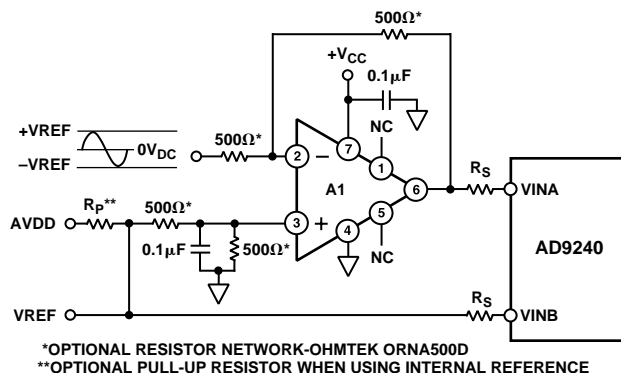 500Ω*
+VCC
0.1µF
+VREF
0VDC
–VREF
500Ω*
NC
2
–
7
1
A1
6
RS
VINA
RP**
AVDD
500Ω*
3
+
5
4
0.1µF
500Ω*
NC
AD9240
VREF
RS
VINB
*OPTIONAL RESISTOR NETWORK-OHMTEK ORNA500D
**OPTIONAL PULL-UP RESISTOR WHEN USING INTERNAL REFERENCE